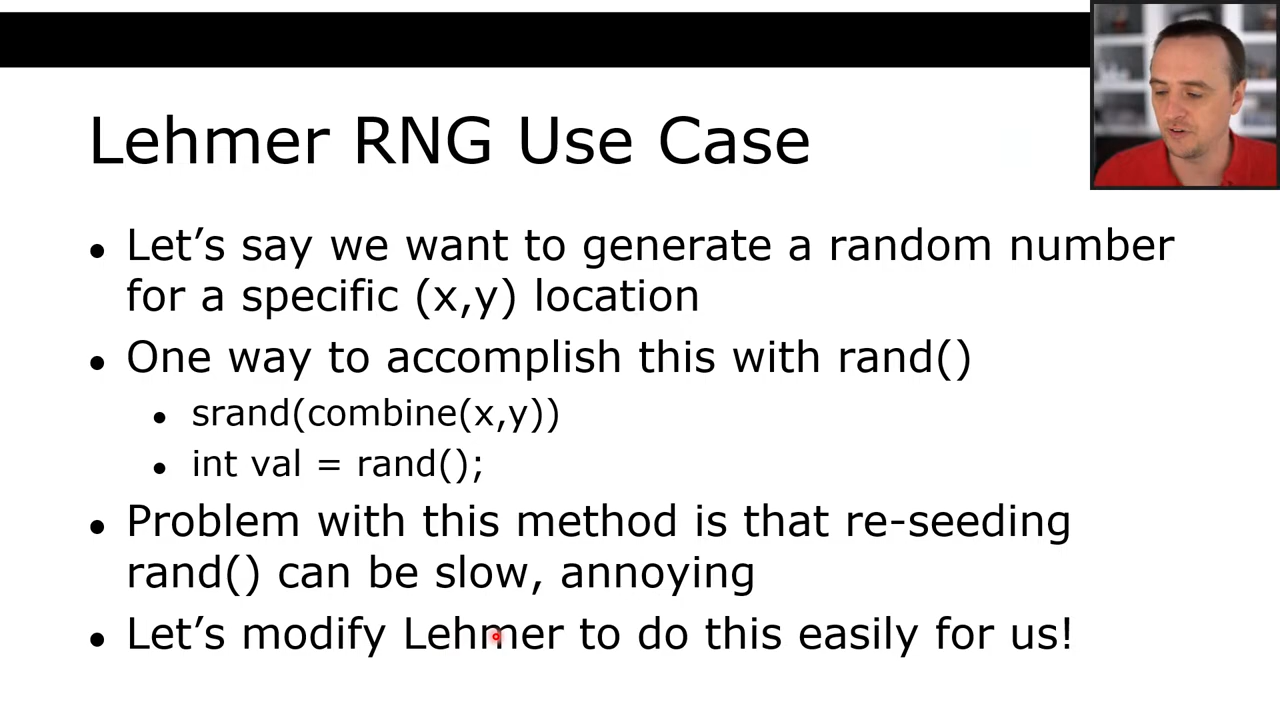 Lehmer RNG Use Case
• Let’s say we want to generate a random number
for a specific (x,y) location
• One way to accomplish this with rand()
• srand(combine(x,y))
• int val = rand();
• Problem with this method is that re-seeding
rand() can be slow, annoying
• Let’s modify Lehmer to do this easily for us!